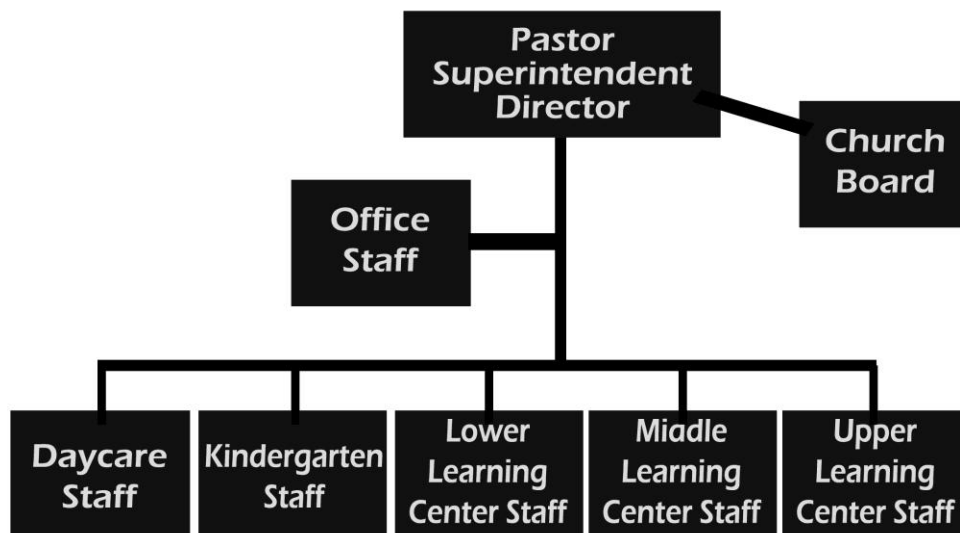 Pastor
Superintendent
Director
Church
Board
Office
Staff
Daycare
Staff
Kindergarten
Staff
Lower
Learning
Center Staff
Middle
Learning
Center Staff
Upper
Learning
Center Staff